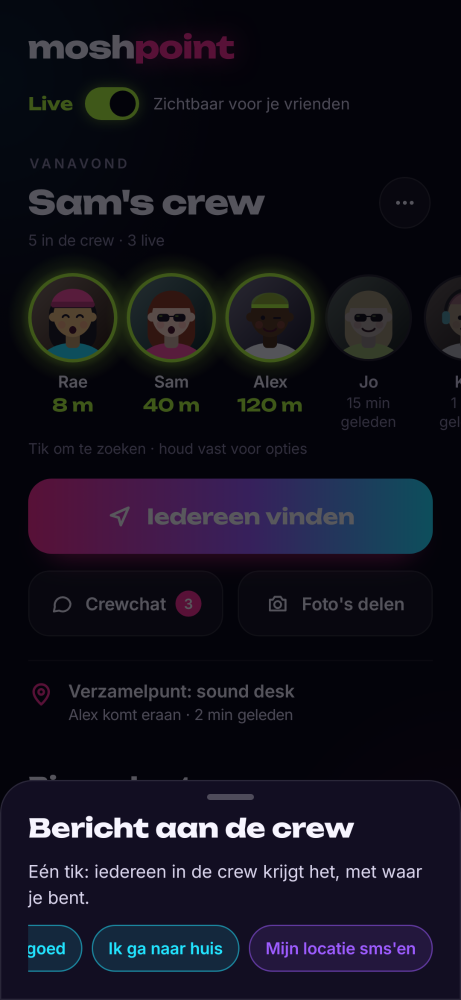 moshpoint
Live Zichtbaar voor je vrienden
VANAVOND
Sam's crew
5 in de crew · 3 live
Rae Sam Alex Jo
8 m 40 m 120 m 15 min geleden
Tik om te zoeken · houd vast voor opties
Iedereen vinden
Crewchat 3 Foto's delen
Verzamelpunt: sound desk
Alex komt eraan · 2 min geleden
Bericht aan de crew
Eén tik: iedereen in de crew krijgt het, met waar
je bent.
goed Ik ga naar huis Mijn locatie sms'en